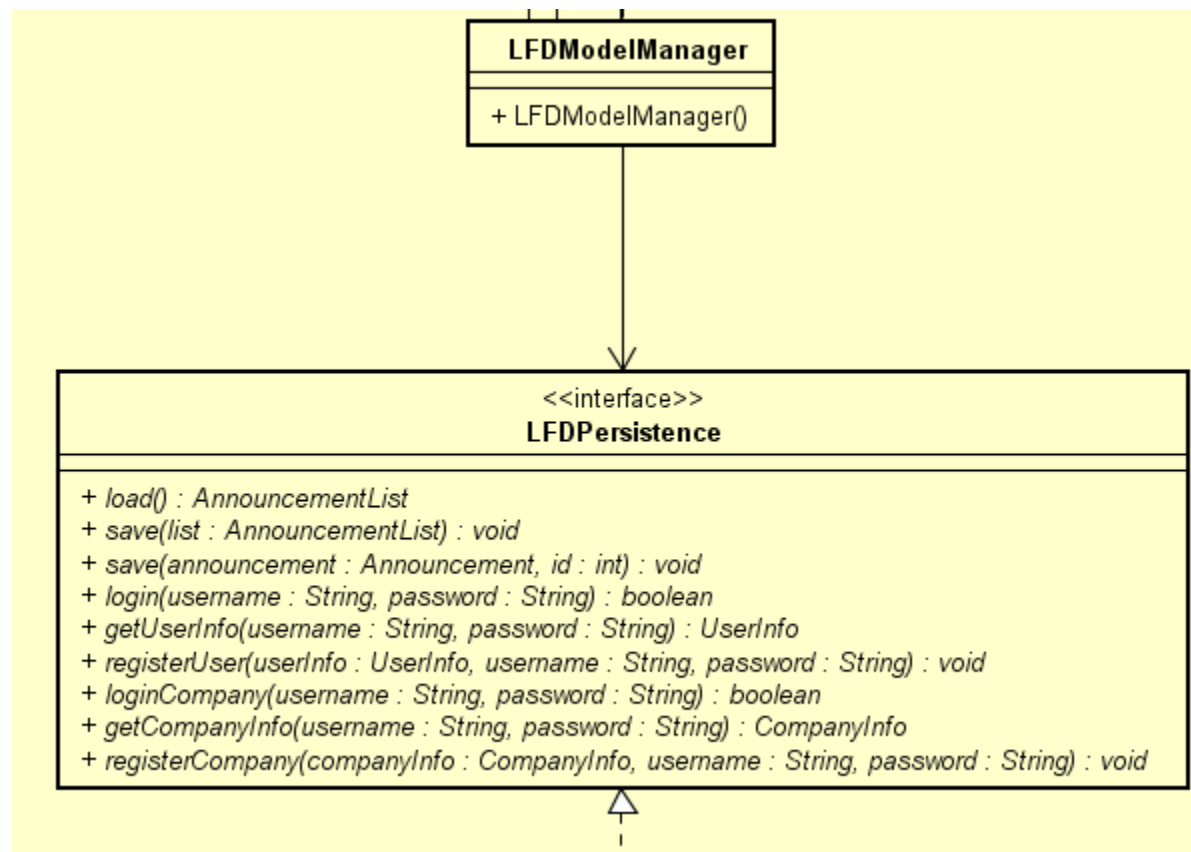 LFDModelManager
+ LFDModelManager()
<<interface>>
LFDPersistence
+ load() : AnnouncementList
+ save(list : AnnouncementList) : void
+ save(announcement : Announcement, id : int) : void
+ login(username : String, password : String) : boolean
+ getUserInfo(username : String, password : String) : UserInfo
+ registerUser(userInfo : UserInfo, username : String, password : String) : void
+ loginCompany(username : String, password : String) : boolean
+ getCompanyInfo(username : String, password : String) : CompanyInfo
+ registerCompany(companyInfo : CompanyInfo, username : String, password : String) : void